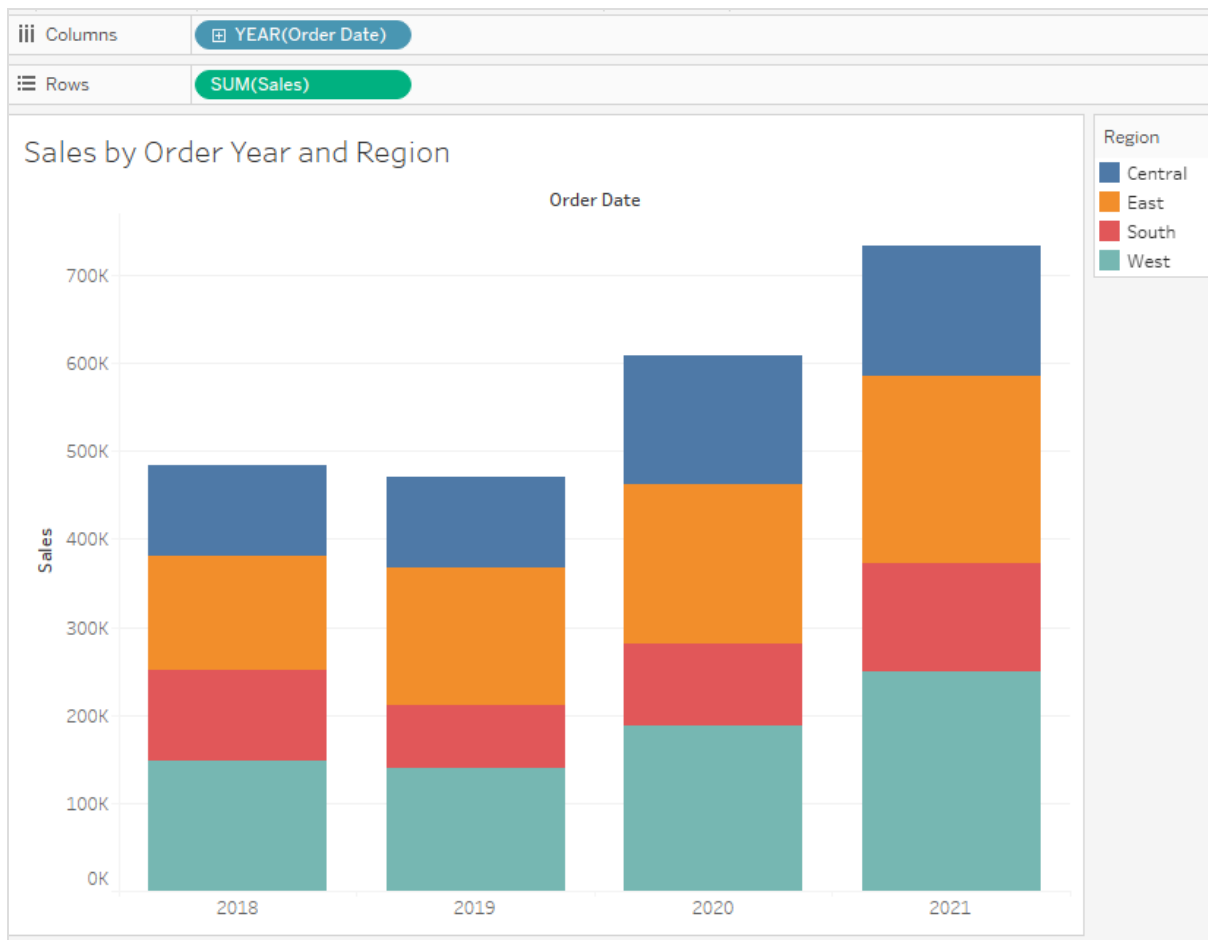 Columns
YEAR(Order Date)
Rows
SUM(Sales)
Sales by Order Year and Region
Order Date
Region
Central
East
South
West
Sales
700K
600K
500K
400K
300K
200K
100K
0K
2018
2019
2020
2021